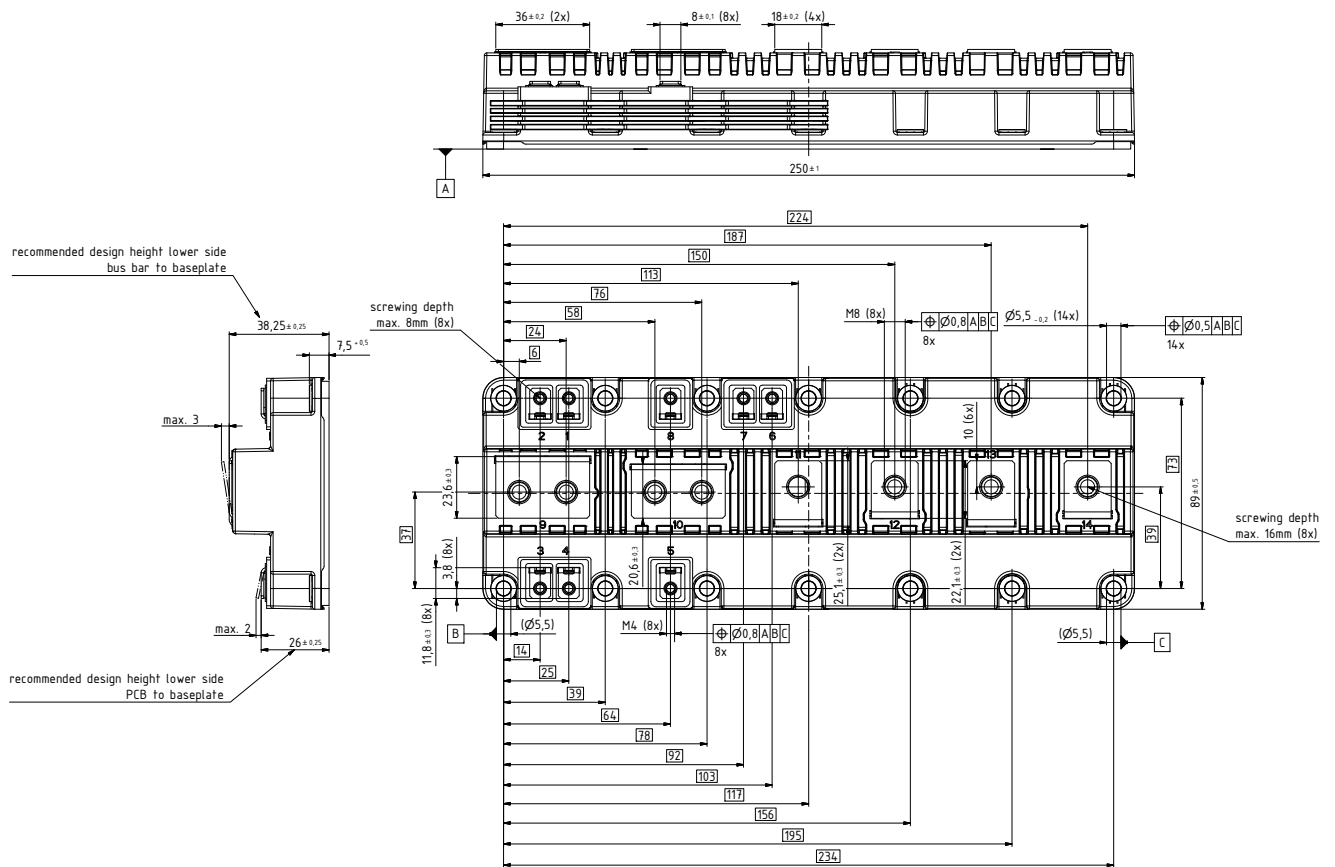 36±0,2 (2x)
8±0,1 (8x)
18±0,2 (4x)
A
250±1
224
recommended design height lower side
bus bar to baseplate
187
150
113
76
58
24
6
screwing depth
max. 8mm (8x)
M8 (8x)
⌖ Ø0,8 A B C
8x
Ø5,5 -0,2 (14x)
⌖ Ø0,5 A B C
14x
38,25±0,25
7,5 +0,5
max. 3
2
1
8
7
6
10 (6x)
11
13
73
89±0,5
23,6±0,3
9
10
12
14
screwing depth
max. 16mm (8x)
37
39
3,8 (8x)
3
4
5
20,6±0,3
25,1±0,3 (2x)
22,1±0,3 (2x)
11,8±0,3 (8x)
max. 2
26±0,25
B
(Ø5,5)
M4 (8x)
⌖ Ø0,8 A B C
8x
(Ø5,5)
C
recommended design height lower side
PCB to baseplate
14
25
39
64
78
92
103
117
156
195
234